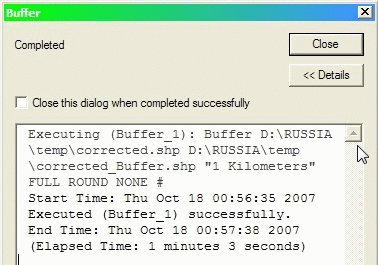 Buffer
Completed
Close
<< Details
Close this dialog when completed successfully
Executing (Buffer_1): Buffer D:\RUSSIA
\temp\corrected.shp D:\RUSSIA\temp
\corrected_Buffer.shp "1 Kilometers"
FULL ROUND NONE #
Start Time: Thu Oct 18 00:56:35 2007
Executed (Buffer_1) successfully.
End Time: Thu Oct 18 00:57:38 2007
(Elapsed Time: 1 minutes 3 seconds)